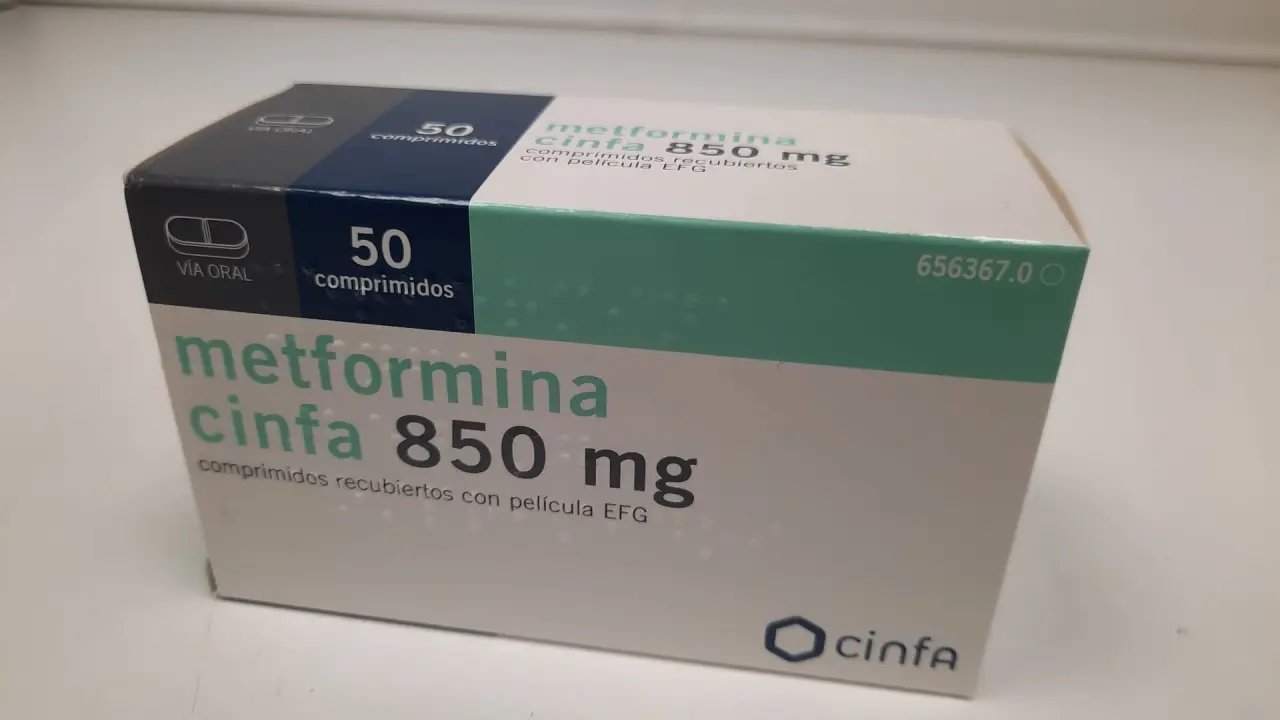 VÍA ORAL
50
comprimidos
metformina
cinfa 850 mg
comprimidos recubiertos
con película EFG
VÍA ORAL
50
comprimidos
656367.0
metformina
cinfa 850 mg
comprimidos recubiertos con película EFG
cinfa